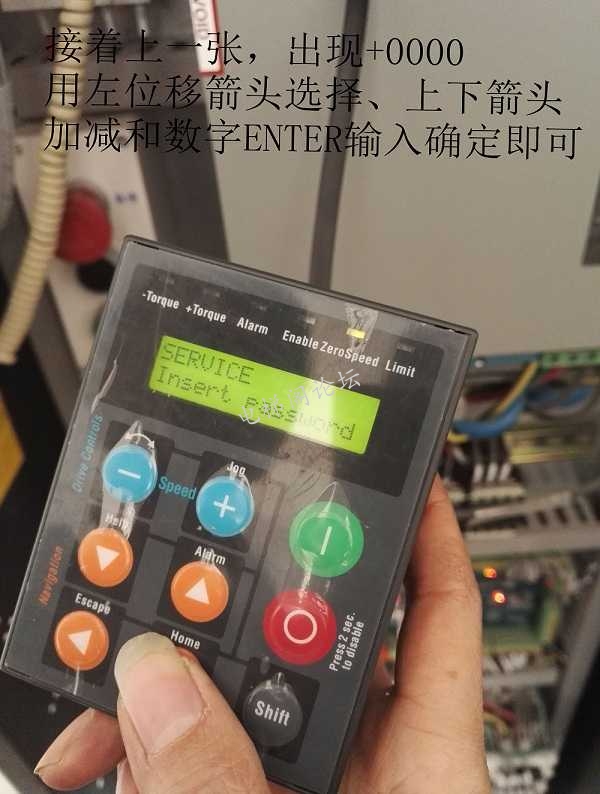 接着上一张，出现+0000
用左位移箭头选择、上下箭头
加减和数字ENTER输入确定即可
-Torque +Torque Alarm Enable ZeroSpeed Limit
SERVICE
Insert Password
Drive Controls
Speed
Jog
Help
Alarm
Navigation
Escape
Home
Press 2 sec.
to disable
Shift